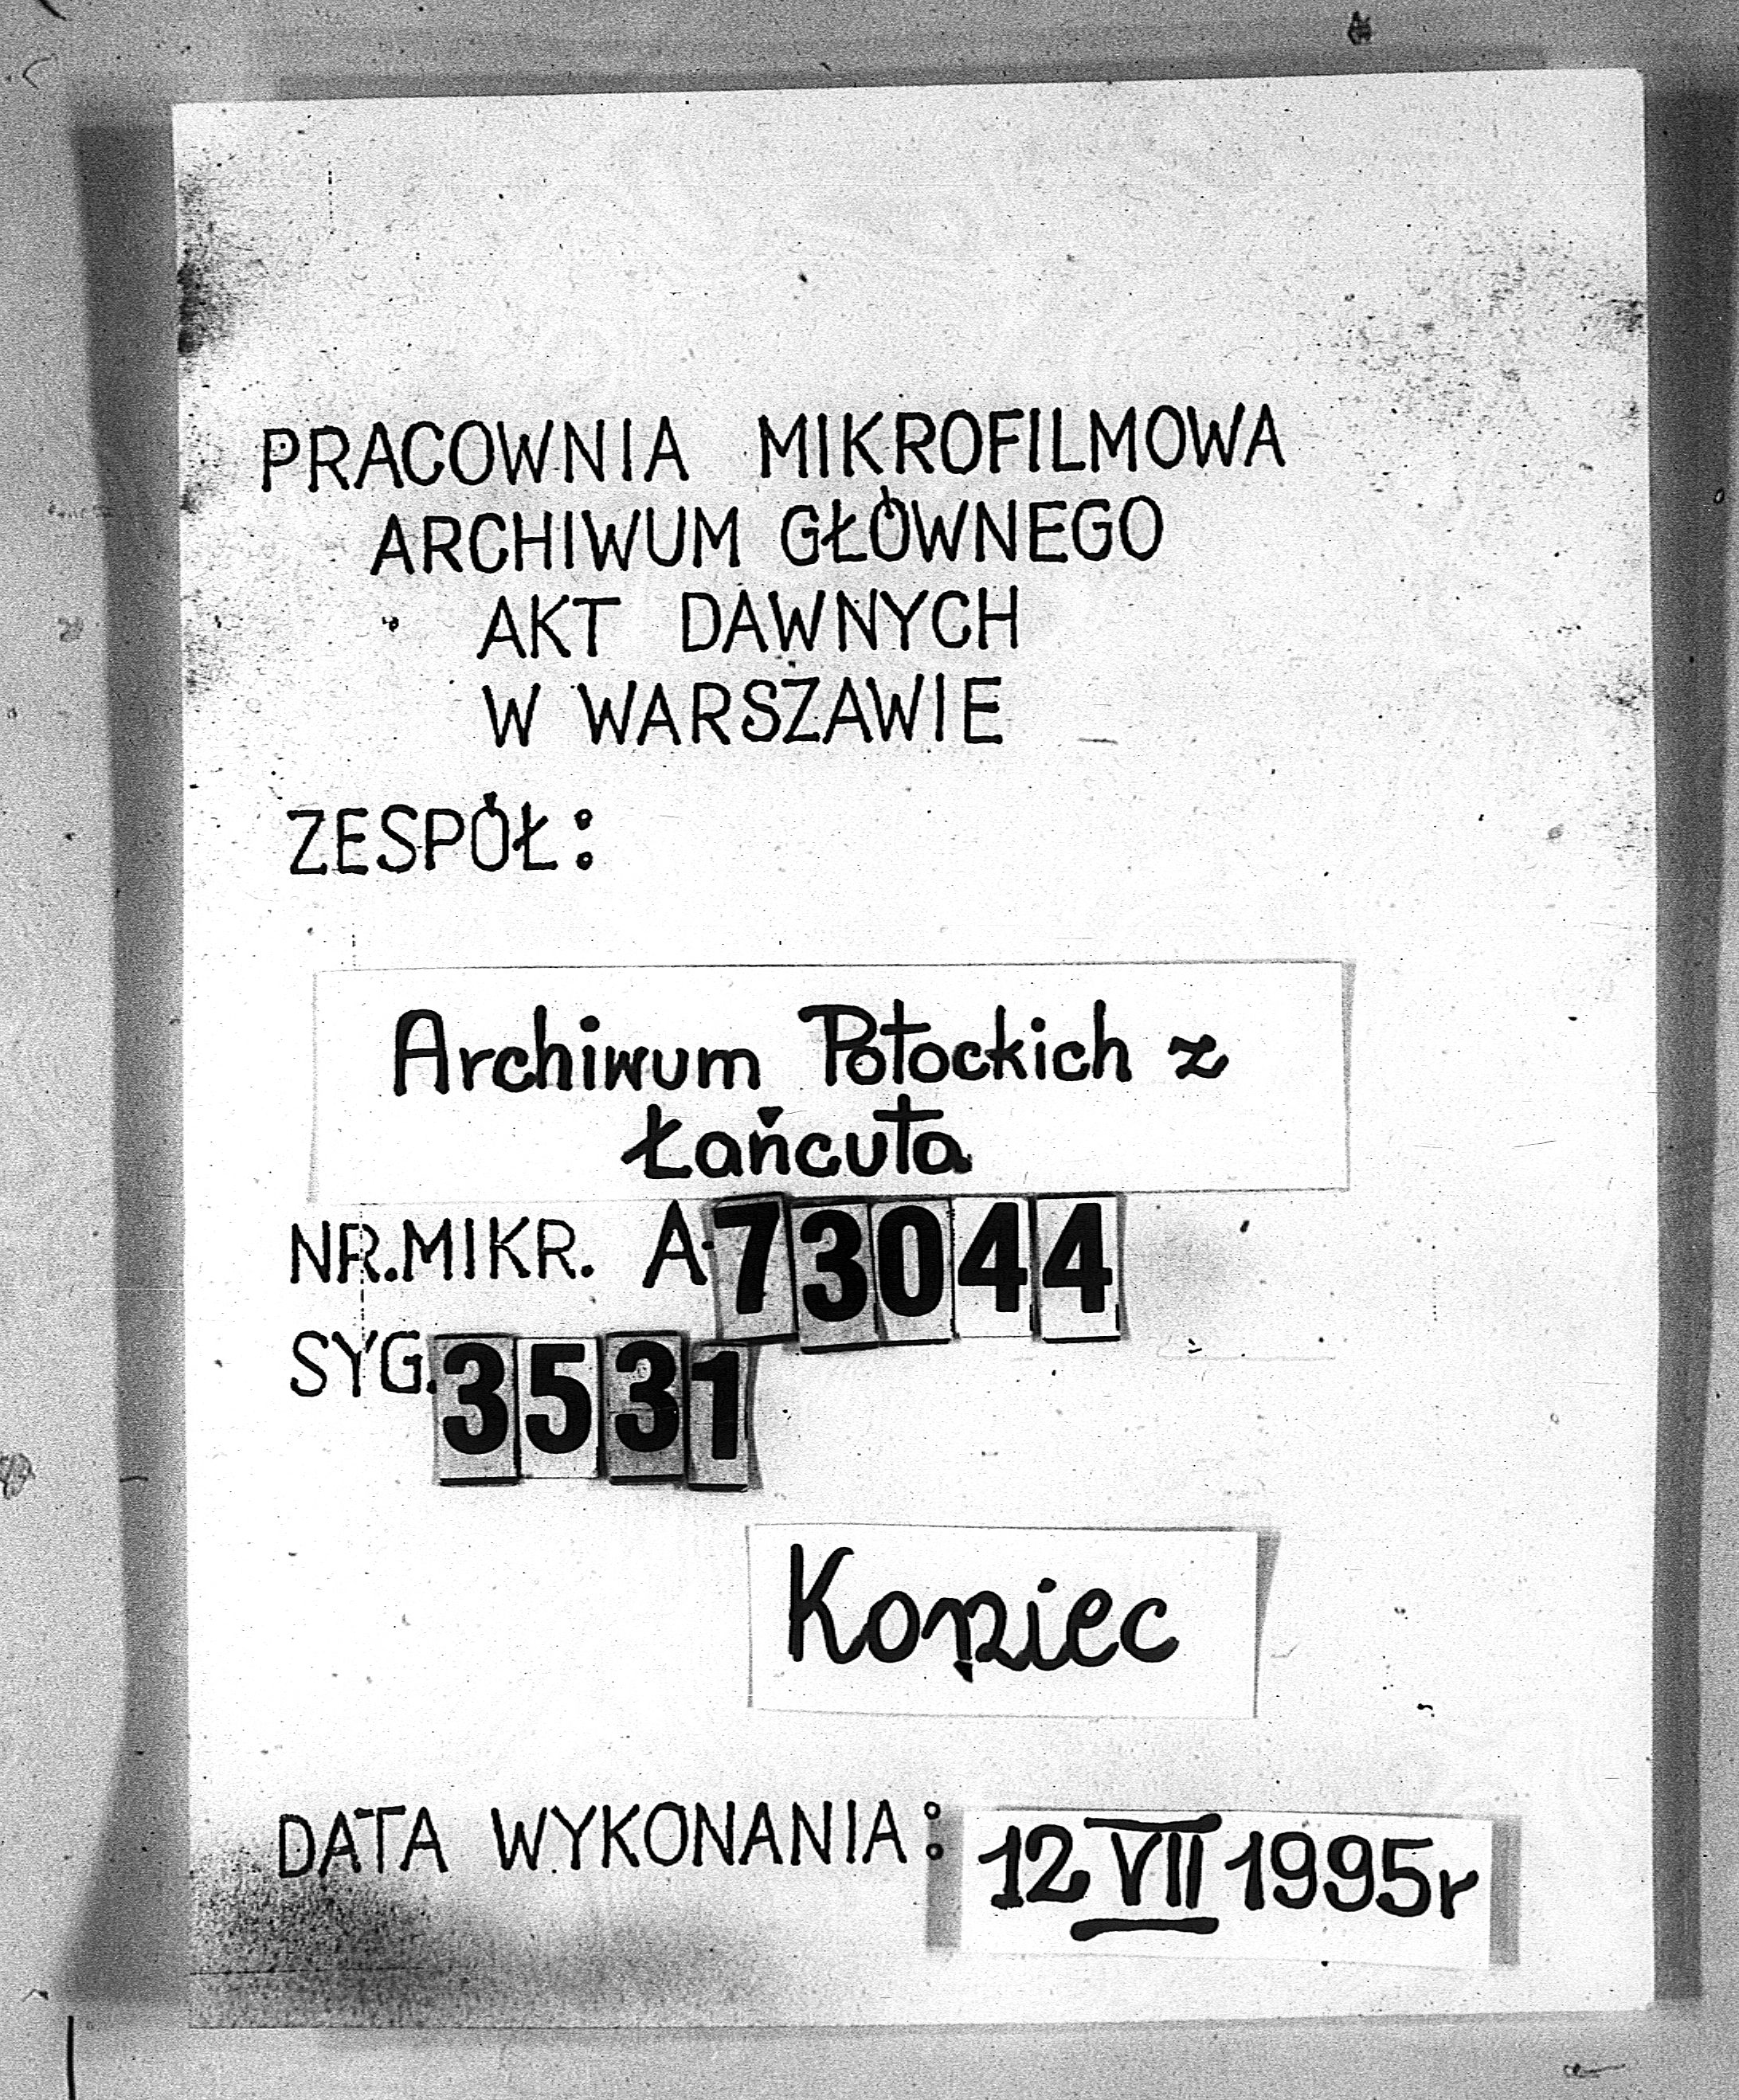 PRACOWNIA MIKROFILMOWA
ARCHIWUM GŁÓWNEGO
AKT DAWNYCH
W WARSZAWIE
ZESPÓŁ:
Archiwum Potockich z
Łańcuta
NR.MIKR. A·73044
SYG.3531
Koniec
DATA WYKONANIA: 12 VII 1995r